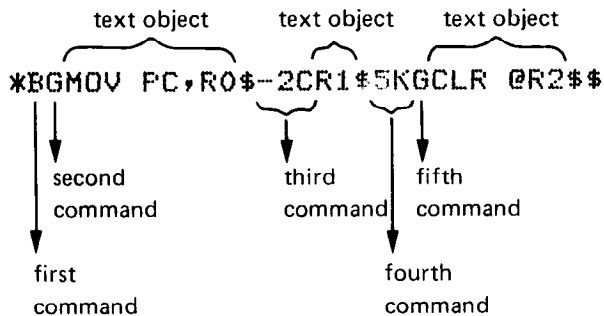 text object text object text object
*BGMOV PC,R0$-2CR1$5KGCLR @R2$$
second third fifth
command command command
first fourth
command command